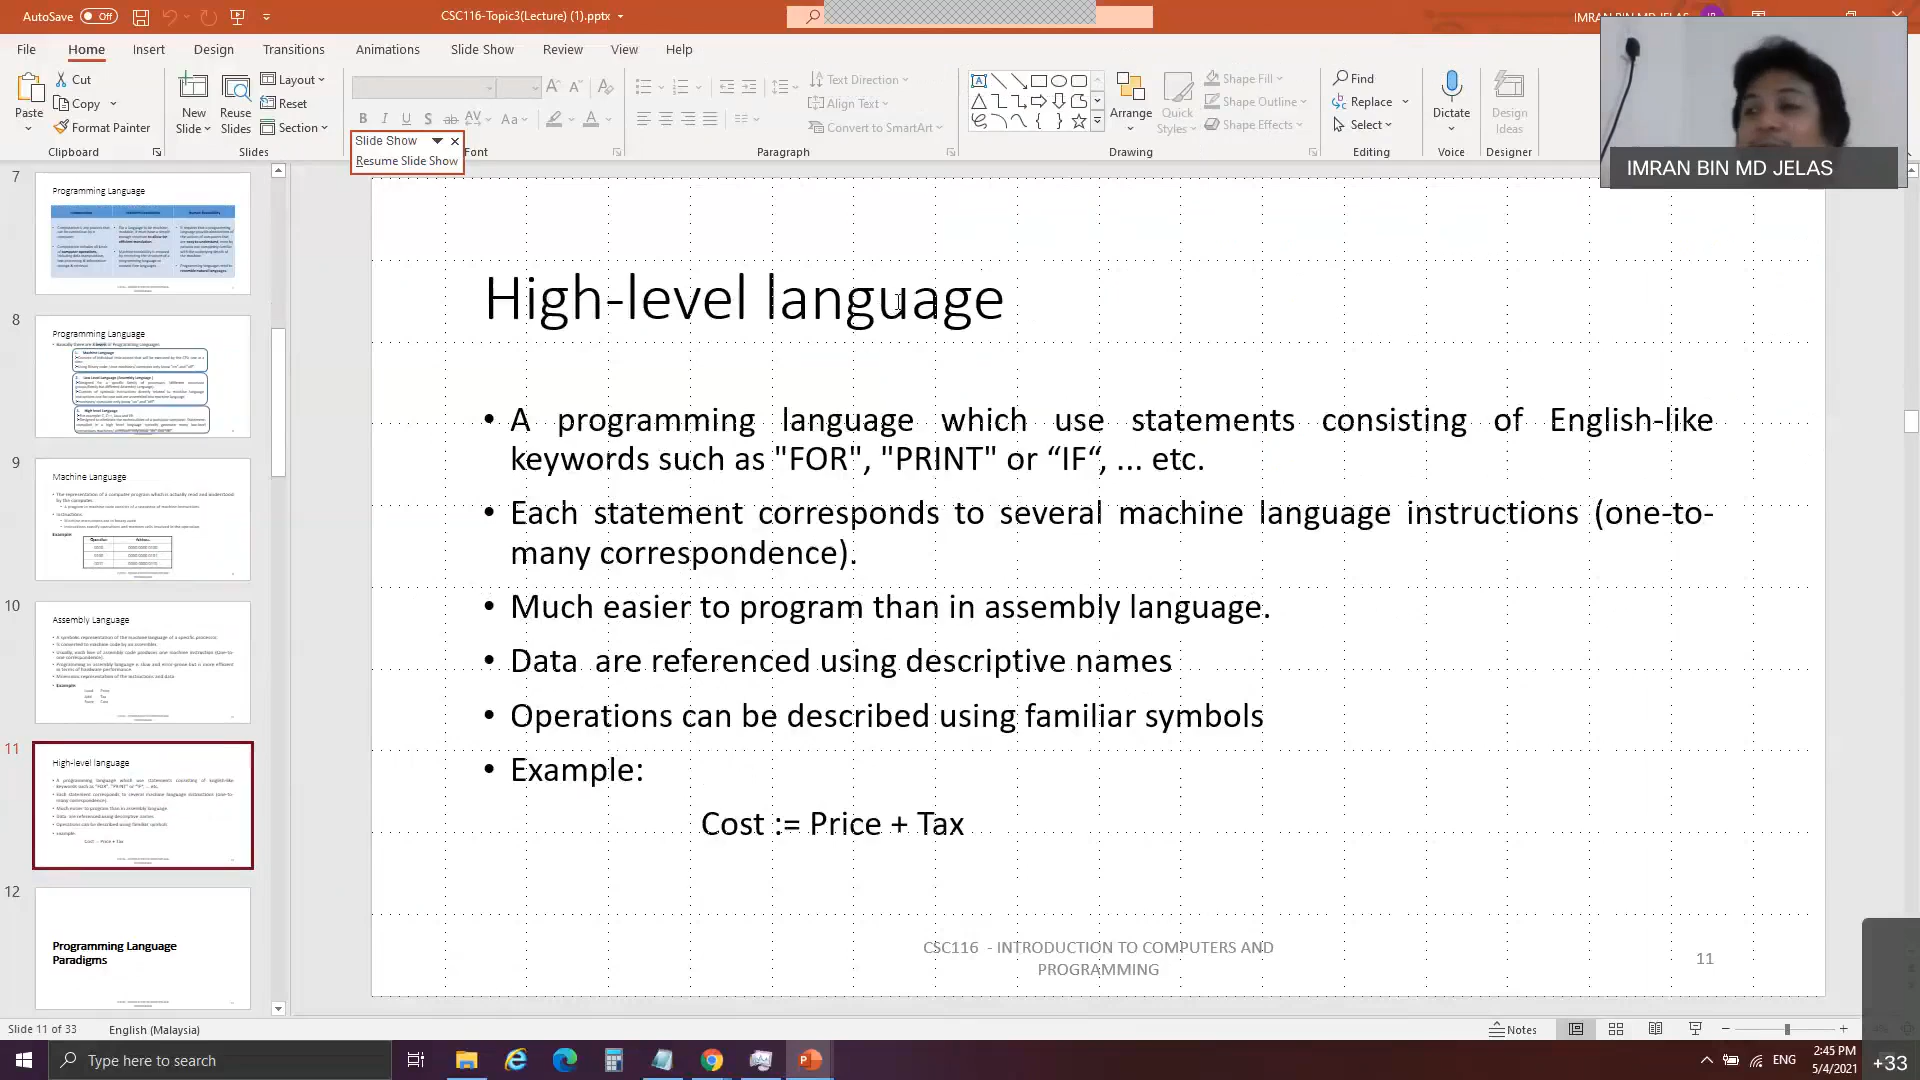 AutoSave Off
CSC116-Topic3(Lecture) (1).pptx
IMRAN BIN MD JELAS
File Home Insert Design Transitions Animations Slide Show Review View Help
Paste
Cut
Copy
Format Painter
Clipboard
New Slide
Reuse Slides
Layout
Reset
Section
Slides
Slide Show
Resume Slide Show
Font
Text Direction
Align Text
Convert to SmartArt
Paragraph
Arrange
Quick Styles
Shape Fill
Shape Outline
Shape Effects
Drawing
Find
Replace
Select
Editing
Dictate
Voice
Design Ideas
Designer
IMRAN BIN MD JELAS
7
Programming Language
8
Programming Language
9
Machine Language
10
Assembly Language
11
High-level language
12
Programming Language
Paradigms
High-level language
• A programming language which use statements consisting of English-like
keywords such as "FOR", "PRINT" or “IF“, ... etc.
• Each statement corresponds to several machine language instructions (one-to-
many correspondence).
• Much easier to program than in assembly language.
• Data are referenced using descriptive names
• Operations can be described using familiar symbols
• Example:
Cost := Price + Tax
CSC116 - INTRODUCTION TO COMPUTERS AND
PROGRAMMING
11
Slide 11 of 33 English (Malaysia)
Notes
Type here to search
ENG
2:45 PM
5/4/2021
+33